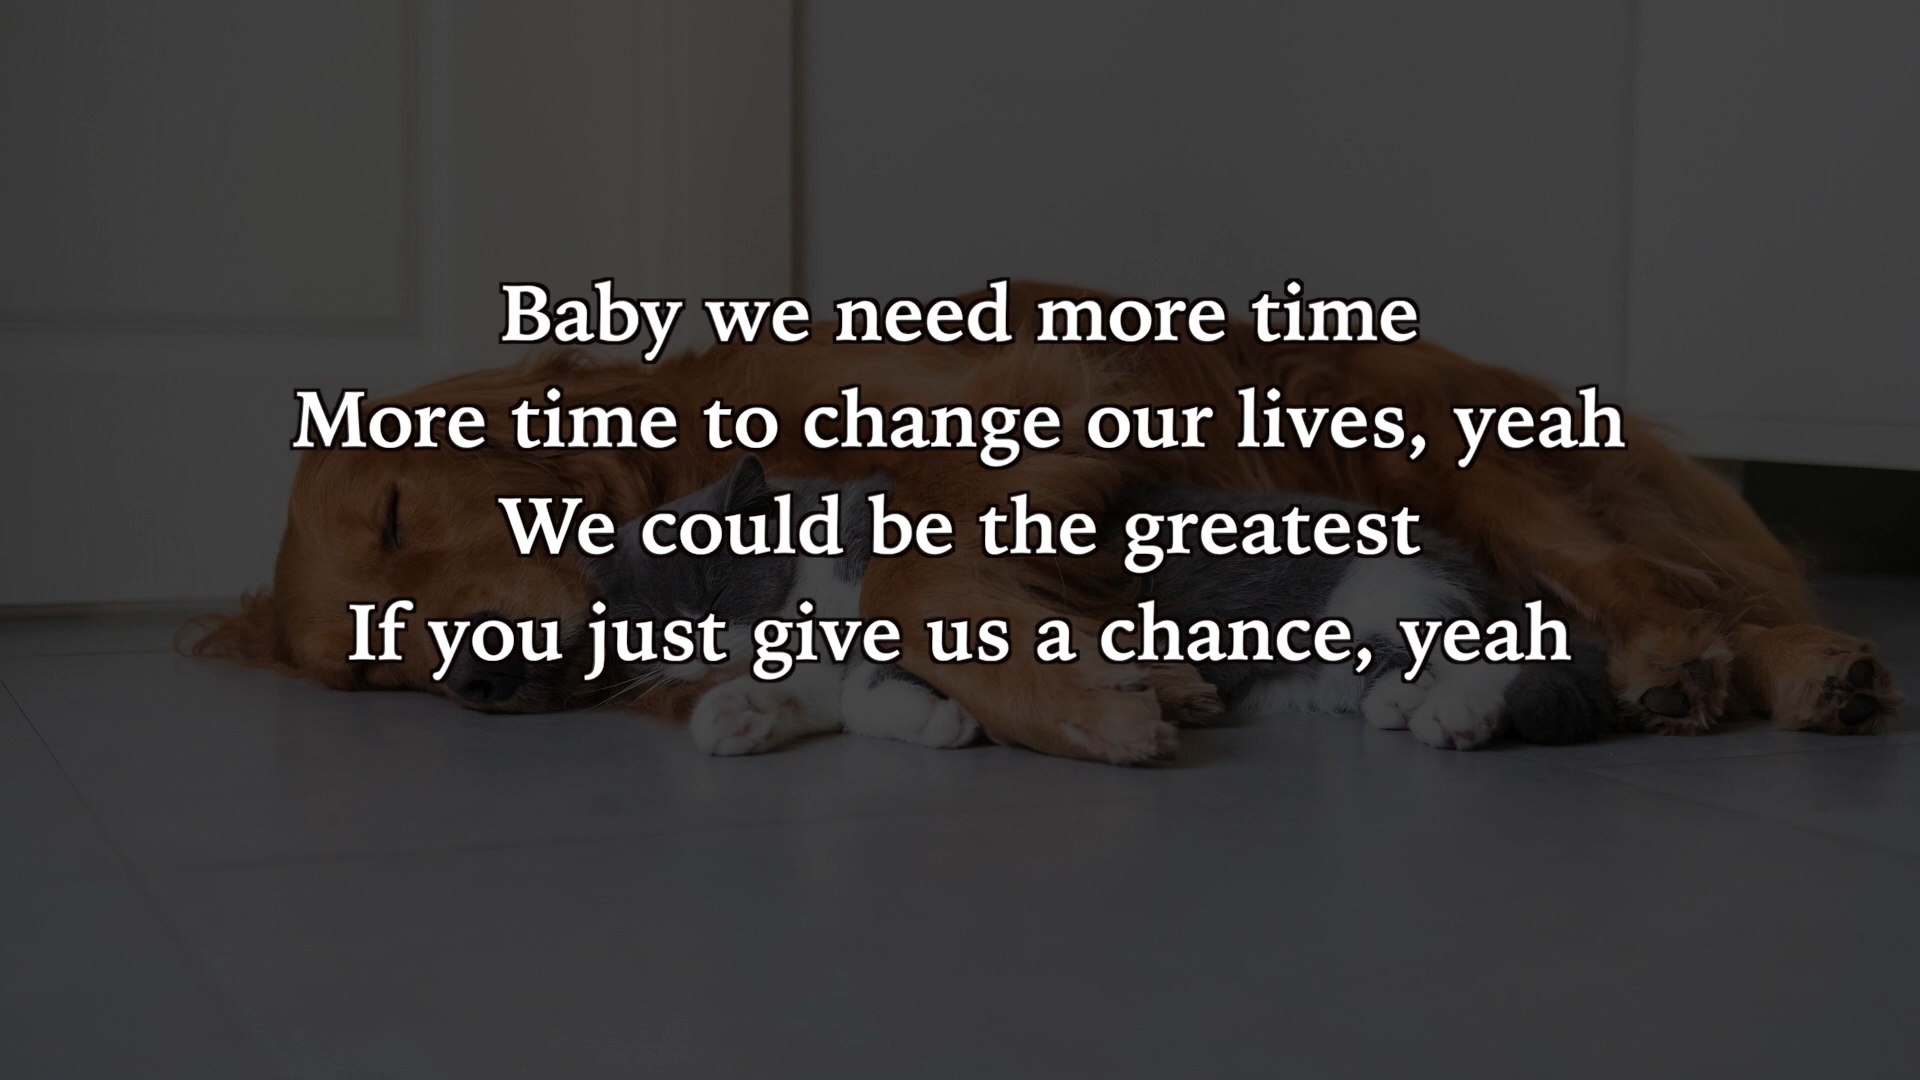 Baby we need more time
More time to change our lives, yeah
We could be the greatest
If you just give us a chance, yeah